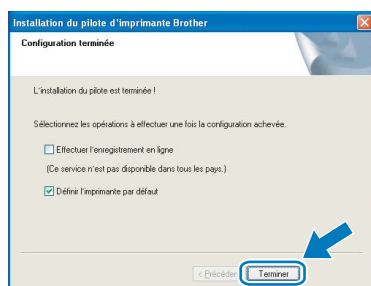 Installation du pilote d'imprimante Brother
Configuration terminée
L'installation du pilote est terminée !
Sélectionnez les opérations à effectuer une fois la configuration achevée.
Effectuer l'enregistrement en ligne
(Ce service n'est pas disponible dans tous les pays.)
Définir l'imprimante par défaut
< Précéden
Terminer